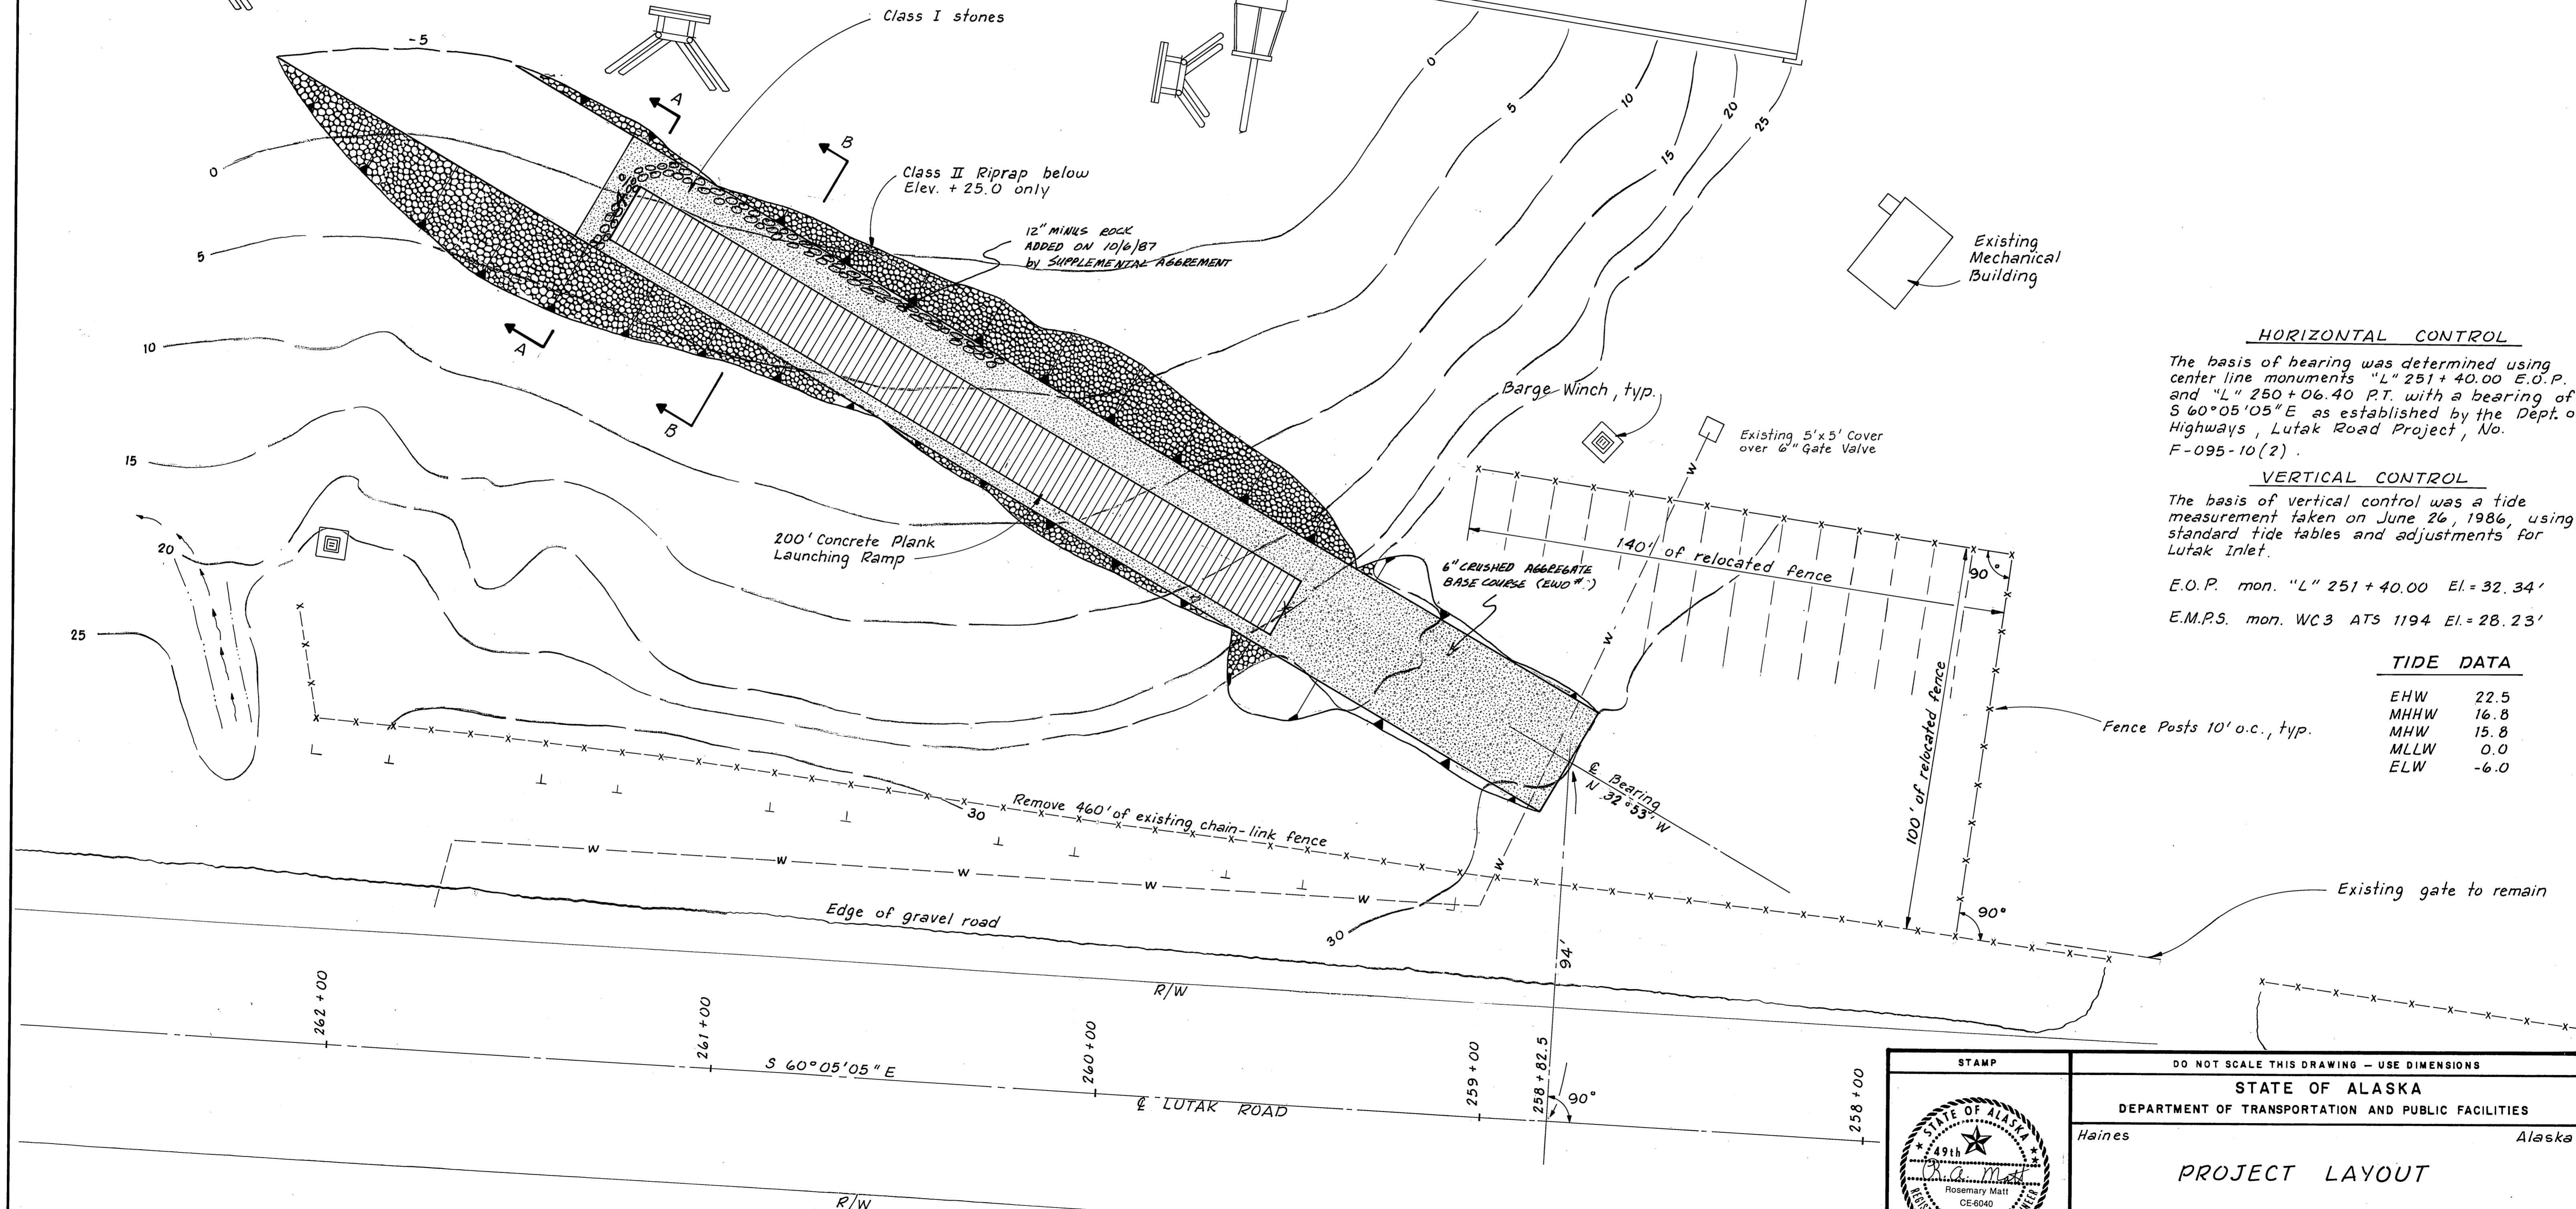 Class I stones
-5
A
B
0
5
10
15
20
25
0
5
10
15
20
25
Class II Riprap below
Elev. + 25.0 only
12" MINUS ROCK
ADDED ON 10/6/87
by SUPPLEMENTAL AGGREMENT
A
B
Existing
Mechanical
Building
Barge Winch, typ.
Existing 5'x5' Cover
over 6" Gate Valve
200' Concrete Plank
Launching Ramp
6" CRUSHED AGGREGATE
BASE COURSE
140' of relocated fence
90°
100' of relocated fence
Fence Posts 10' o.c., typ.
HORIZONTAL CONTROL
The basis of bearing was determined using
center line monuments "L" 251 + 40.00 E.O.P.
and "L" 250 + 06.40 P.T. with a bearing of
S 60°05'05" E as established by the Dept.
Highways, Lutak Road Project, No.
F-095-10(2).
VERTICAL CONTROL
The basis of vertical control was a tide
measurement taken on June 26, 1986, using
standard tide tables and adjustments for
Lutak Inlet.
E.O.P. mon. "L" 251 + 40.00 El. = 32.34'
E.M.P.S. mon. WC3 ATS 1194 El. = 28.23'
TIDE DATA
EHW 22.5
MHHW 16.8
MHW 15.8
MLLW 0.0
ELW -6.0
℄ Bearing
N 32°53' W
Remove 460' of existing chain-link fence
30
30
W W W W W W W W
Edge of gravel road
94'
90°
Existing gate to remain
R/W
262 + 00
261 + 00
260 + 00
259 + 00
258 + 82.5
258 + 00
S 60°05'05" E
℄ LUTAK ROAD
90°
R/W
STAMP
DO NOT SCALE THIS DRAWING — USE DIMENSIONS
STATE OF ALASKA
DEPARTMENT OF TRANSPORTATION AND PUBLIC FACILITIES
Haines Alaska
PROJECT LAYOUT
STATE OF ALASKA
49th
R. A. Matt
Rosemary Matt
CE-6040